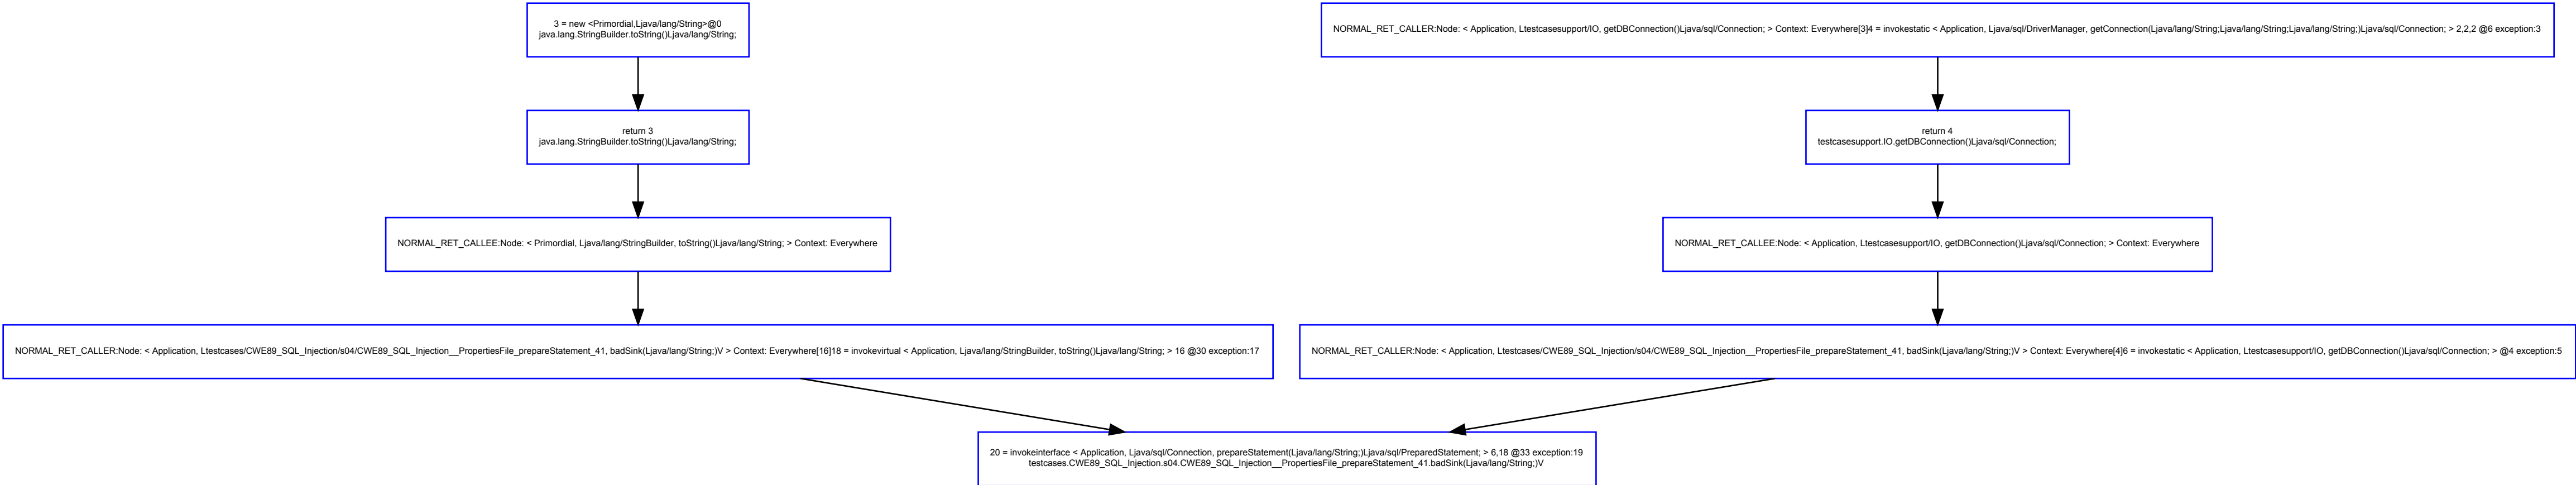 3 = new <Primordial,Ljava/lang/String>@0
java.lang.StringBuilder.toString()Ljava/lang/String;
NORMAL_RET_CALLER:Node: < Application, Ltestcasesupport/IO, getDBConnection()Ljava/sql/Connection; > Context: Everywhere[3]4 = invokestatic < Application, Ljava/sql/DriverManager, getConnection(Ljava/lang/String;Ljava/lang/String;Ljava/lang/String;)Ljava/sql/Connection; > 2,2,2 @6 exception:3
return 3
java.lang.StringBuilder.toString()Ljava/lang/String;
return 4
testcasesupport.IO.getDBConnection()Ljava/sql/Connection;
NORMAL_RET_CALLEE:Node: < Primordial, Ljava/lang/StringBuilder, toString()Ljava/lang/String; > Context: Everywhere
NORMAL_RET_CALLEE:Node: < Application, Ltestcasesupport/IO, getDBConnection()Ljava/sql/Connection; > Context: Everywhere
NORMAL_RET_CALLER:Node: < Application, Ltestcases/CWE89_SQL_Injection/s04/CWE89_SQL_Injection__PropertiesFile_prepareStatement_41, badSink(Ljava/lang/String;)V > Context: Everywhere[16]18 = invokevirtual < Application, Ljava/lang/StringBuilder, toString()Ljava/lang/String; > 16 @30 exception:17
NORMAL_RET_CALLER:Node: < Application, Ltestcases/CWE89_SQL_Injection/s04/CWE89_SQL_Injection__PropertiesFile_prepareStatement_41, badSink(Ljava/lang/String;)V > Context: Everywhere[4]6 = invokestatic < Application, Ltestcasesupport/IO, getDBConnection()Ljava/sql/Connection; > @4 exception:5
20 = invokeinterface < Application, Ljava/sql/Connection, prepareStatement(Ljava/lang/String;)Ljava/sql/PreparedStatement; > 6,18 @33 exception:19
testcases.CWE89_SQL_Injection.s04.CWE89_SQL_Injection__PropertiesFile_prepareStatement_41.badSink(Ljava/lang/String;)V